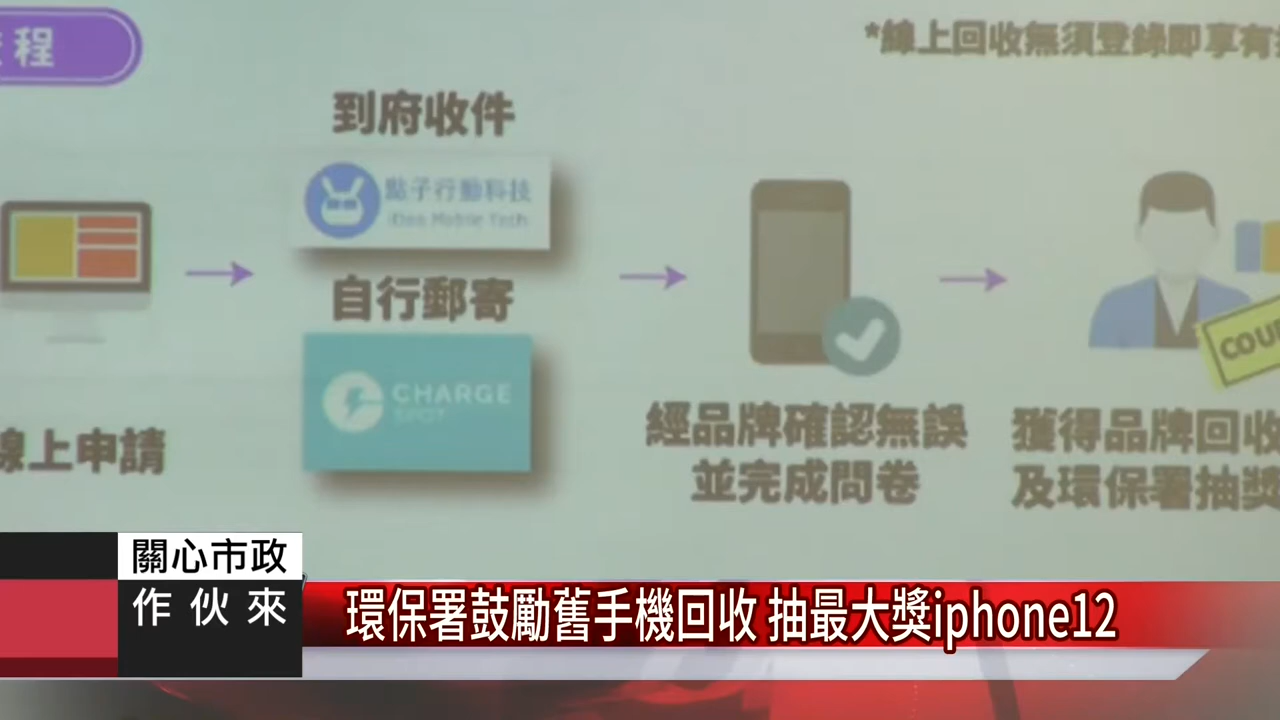 程
*線上回收無須登錄即享有
到府收件
點子行動科技
iDea Mobile Tech
自行郵寄
CHARGE
SPOT
線上申請
經品牌確認無誤
並完成問卷
獲得品牌回收
及環保署抽獎
COU
關心市政
作伙來
環保署鼓勵舊手機回收 抽最大獎iphone12